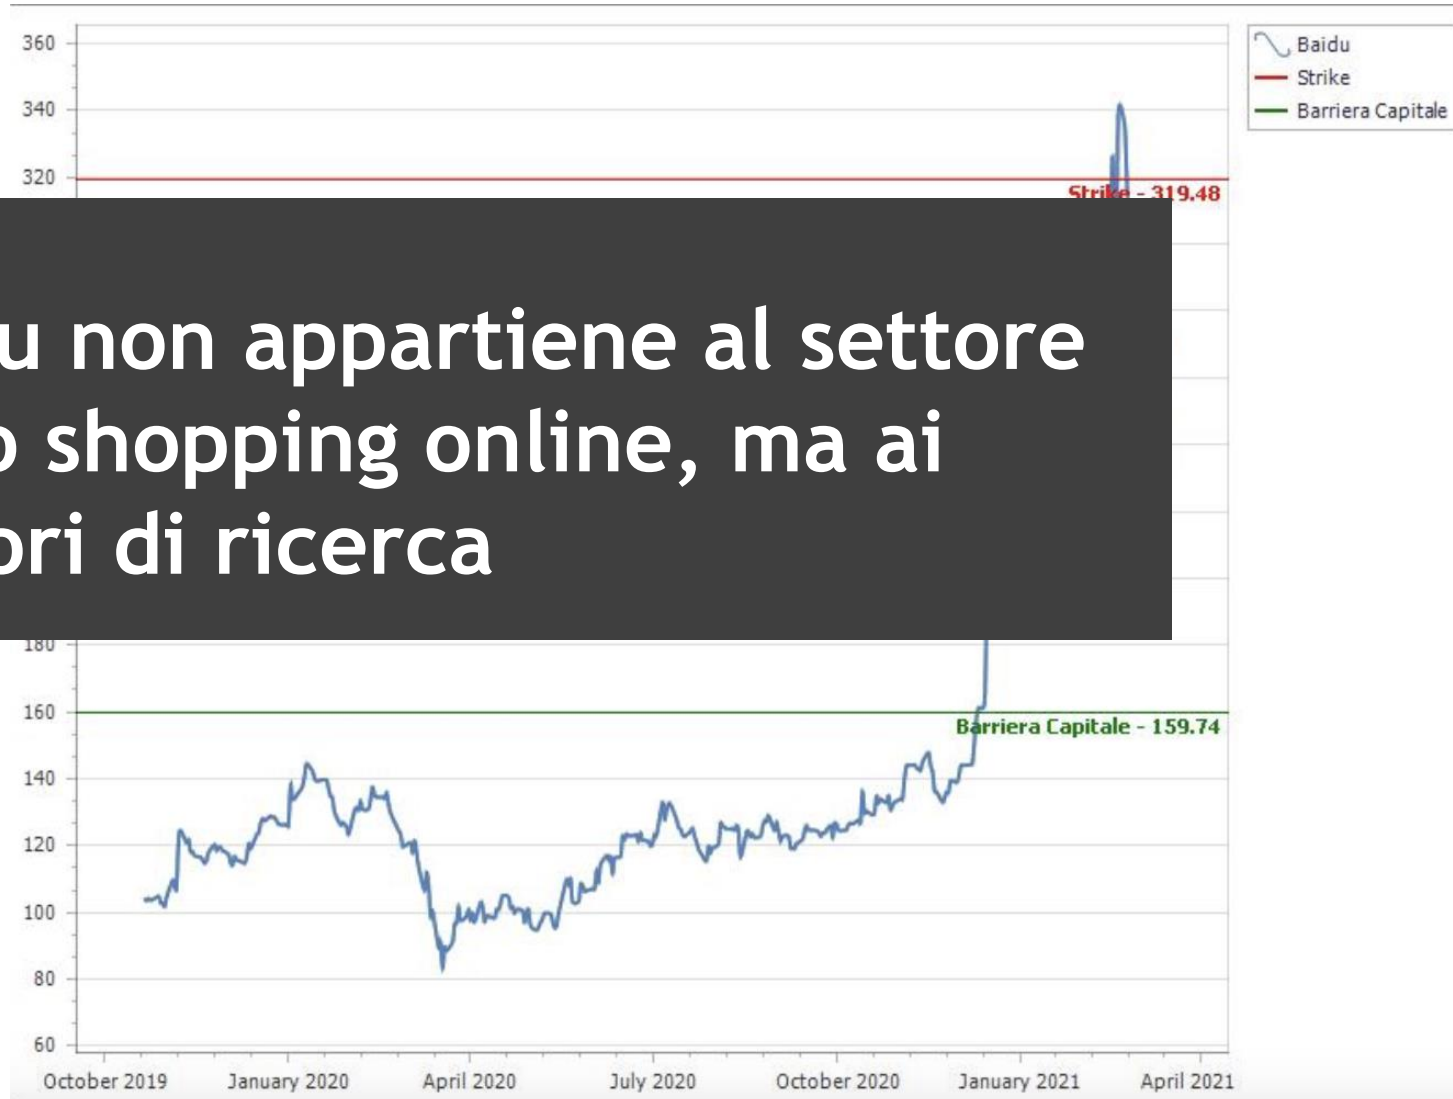 360
340
320
Baidu
Strike
Barriera Capitale
Strike - 319.48
non appartiene al settore
shopping online, ma ai
di ricerca
180
160
Barriera Capitale - 159.74
140
120
100
80
60
October 2019 January 2020 April 2020 July 2020 October 2020 January 2021 April 2021